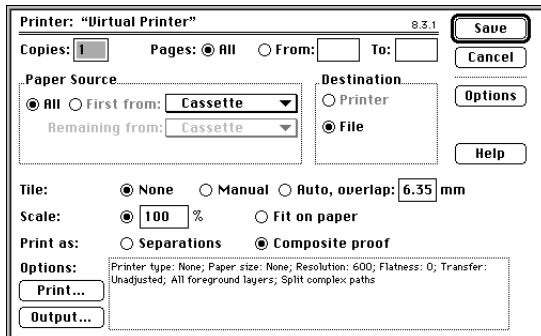 Printer: “Virtual Printer”
8.3.1
Save
Copies: 1 Pages: All From: To:
Cancel
Paper Source
Destination
All First from: Cassette
Printer
Options
Remaining from: Cassette
File
Help
Tile: None Manual Auto, overlap: 6.35 mm
Scale: 100 % Fit on paper
Print as: Separations Composite proof
Options:
Printer type: None; Paper size: None; Resolution: 600; Flatness: 0; Transfer:
Unadjusted; All foreground layers; Split complex paths
Print...
Output...